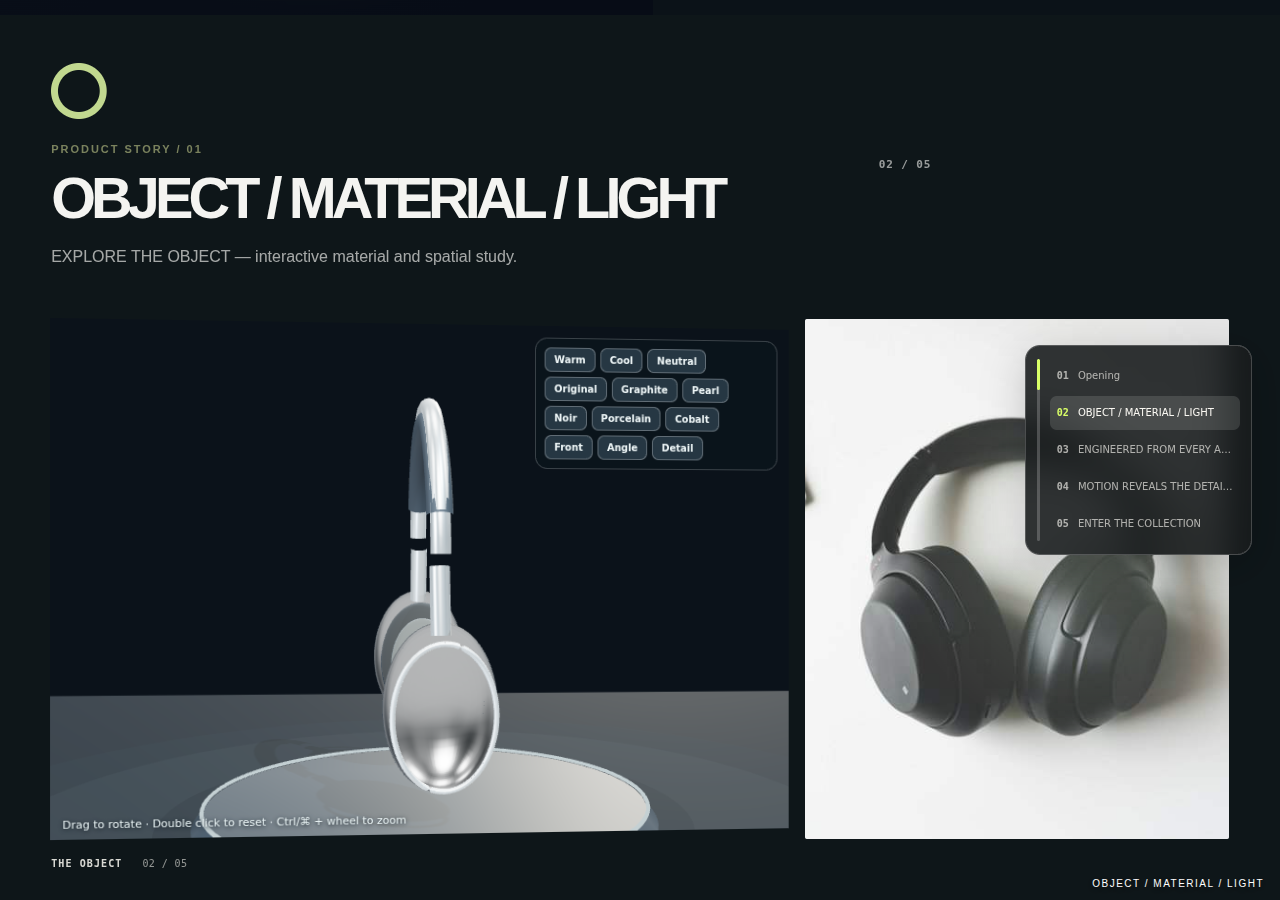 PRODUCT STORY / 01
02 / 05
OBJECT / MATERIAL / LIGHT
EXPLORE THE OBJECT — interactive material and spatial study.
Warm Cool Neutral
Original Graphite Pearl
Noir Porcelain Cobalt
Front Angle Detail
Drag to rotate · Double click to reset · Ctrl/⌘ + wheel to zoom
01 Opening
02 OBJECT / MATERIAL / LIGHT
03 ENGINEERED FROM EVERY A...
04 MOTION REVEALS THE DETAI...
05 ENTER THE COLLECTION
THE OBJECT 02 / 05
OBJECT / MATERIAL / LIGHT